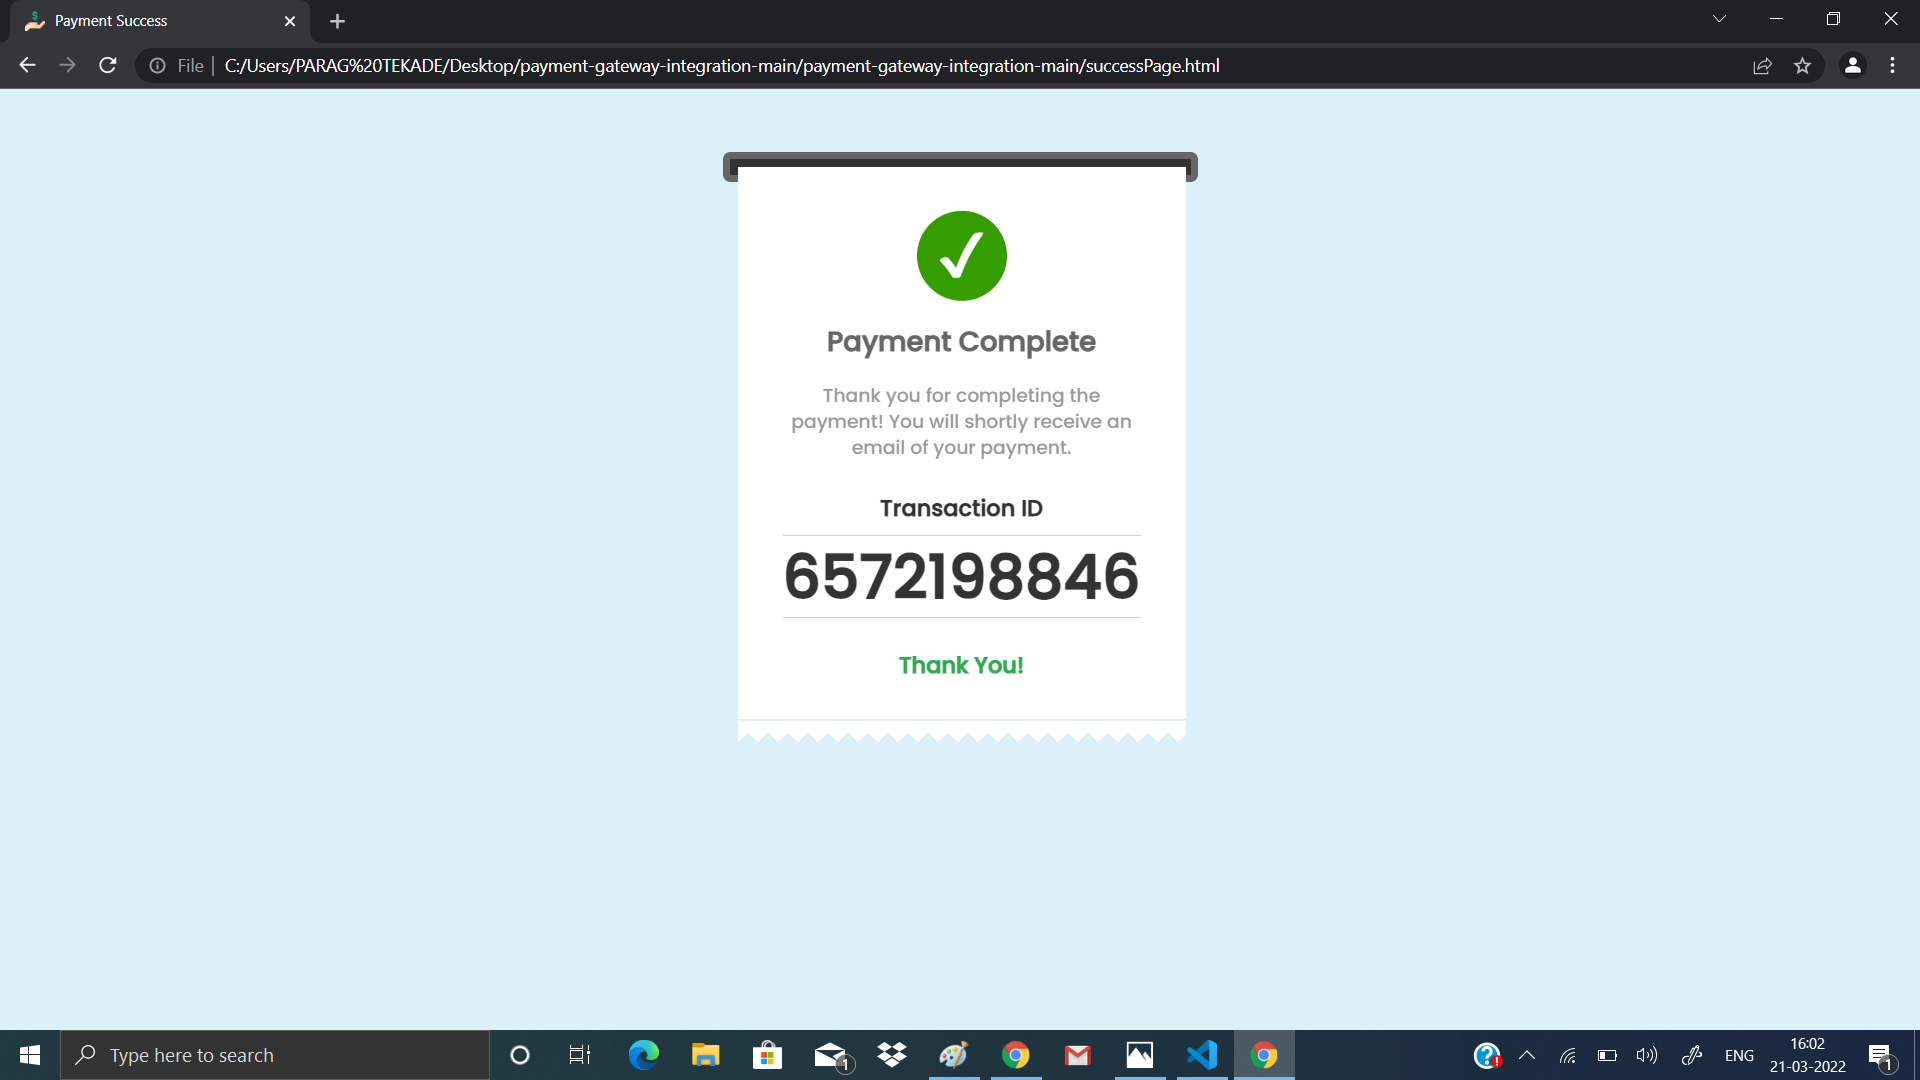 Payment Success
File
C:/Users/PARAG%20TEKADE/Desktop/payment-gateway-integration-main/payment-gateway-integration-main/successPage.html
Payment Complete
Thank you for completing the
payment! You will shortly receive an
email of your payment.
Transaction ID
6572198846
Thank You!
Type here to search
1
ENG
16:02
21-03-2022
1